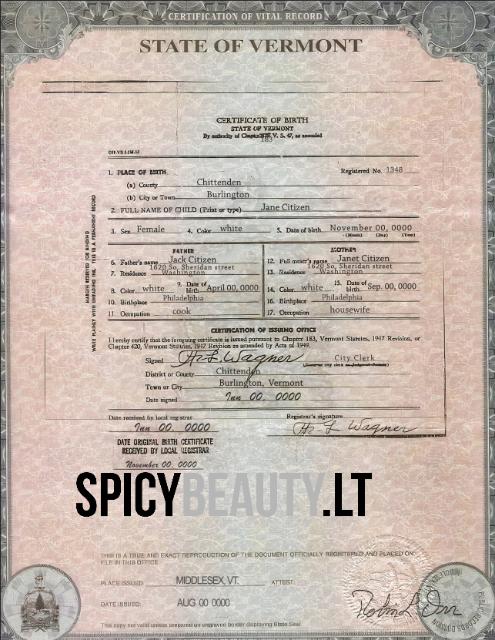 CERTIFICATION OF VITAL RECORD
STATE OF VERMONT
CERTIFICATE OF BIRTH
STATE OF VERMONT
By authority of Chapter 183 V. S. 47, as amended
1. PLACE OF BIRTH. Registered No. 1348
(a) County Chittenden
(b) City or Town Burlington
2. FULL NAME OF CHILD (Print or type) Jane Citizen
3. Sex Female 4. Color white 5. Date of birth November 00, 0000
(Month) (Day) (Year)
FATHER MOTHER
6. Father's name Jack Citizen 12. Full mother's name Janet Citizen
1620 So. Sheridan street 1620 So. Sheridan street
7. Residence Washington 13. Residence Washington
8. Color white 9. Date of birth April 00, 0000 14. Color white 15. Date of birth Sep. 00, 0000
10. Birthplace Philadelphia 16. Birthplace Philadelphia
11. Occupation cook 17. Occupation housewife
CERTIFICATION OF ISSUING OFFICE
I hereby certify that the foregoing certificate is issued pursuant to Chapter 183, Vermont Statutes, 1947 Revision, or
Chapter 420, Vermont Statutes, 1947 Revision as amended by Acts of 1949.
Signed H. L. Wagner City Clerk
District or County Chittenden
Town or City Burlington, Vermont
Date signed Jan 00, 0000
Date received by local registrar Registrar's signature
Jan 00, 0000 H. L. Wagner
DATE ORIGINAL BIRTH CERTIFICATE
RECEIVED BY LOCAL REGISTRAR
November 00, 0000
SPICYBEAUTY.LT
THIS IS A TRUE AND EXACT REPRODUCTION OF THE DOCUMENT OFFICIALLY REGISTERED AND PLACED ON
FILE IN THIS OFFICE
PLACE ISSUED: MIDDLESEX, VT. ATTEST:
DATE ISSUED: AUG 00 0000
This copy not valid unless prepared on engraved border displaying State Seal